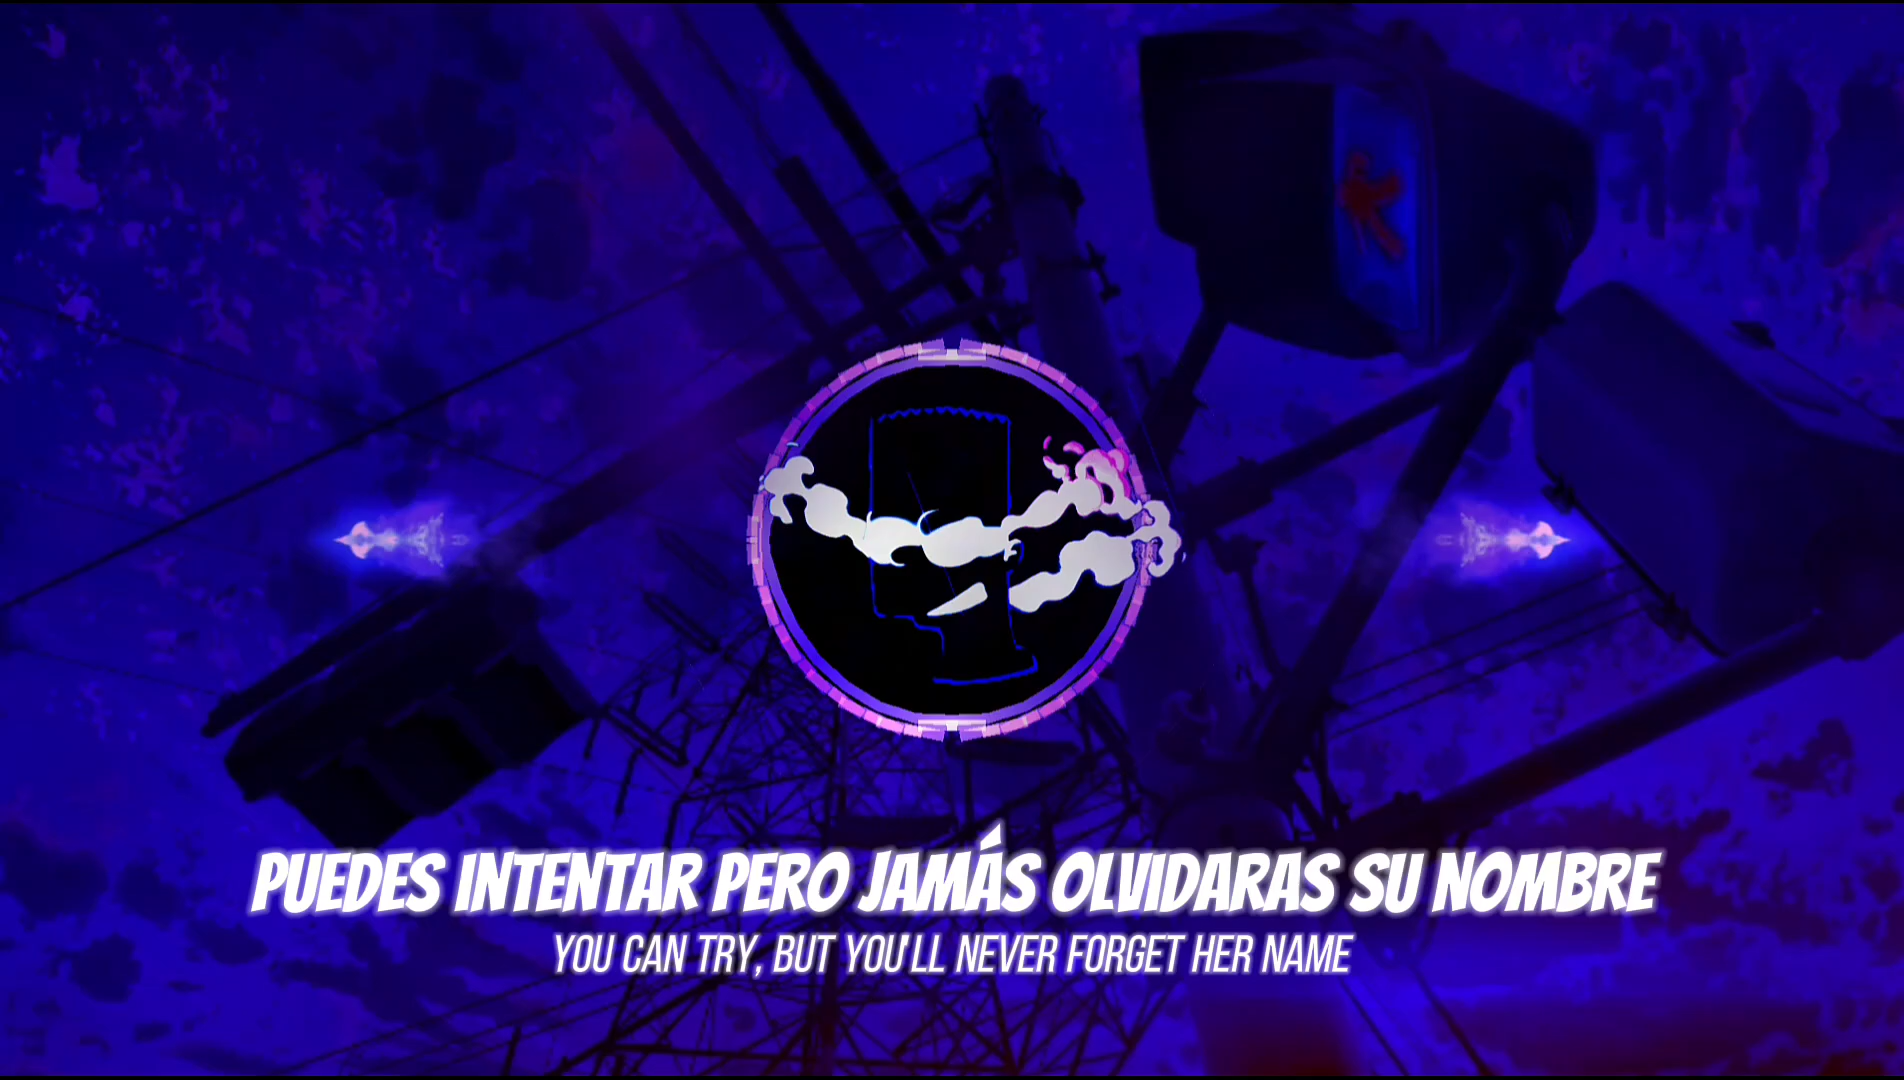 PUEDES INTENTAR PERO JAMÁS OLVIDARAS SU NOMBRE
YOU CAN TRY, BUT YOU'LL NEVER FORGET HER NAME